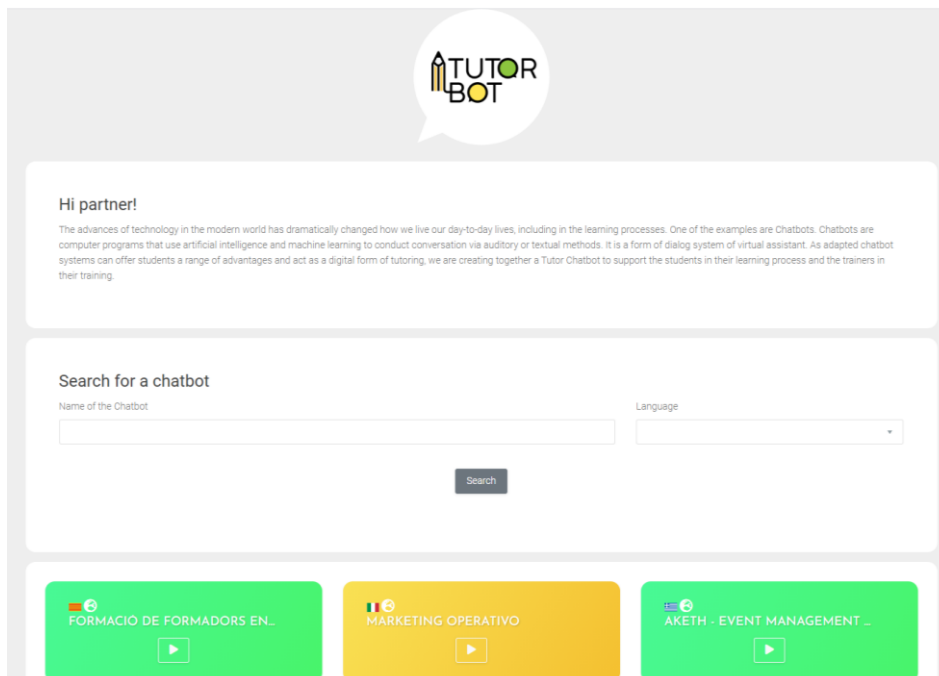 TUTOR
BOT
Hi partner!
The advances of technology in the modern world has dramatically changed how we live our day-to-day lives, including in the learning processes. One of the examples are Chatbots. Chatbots are
computer programs that use artificial intelligence and machine learning to conduct conversation via auditory or textual methods. It is a form of dialog system of virtual assistant. As adapted chatbot
systems can offer students a range of advantages and act as a digital form of tutoring, we are creating together a Tutor Chatbot to support the students in their learning process and the trainers in
their training.
Search for a chatbot
Name of the Chatbot
Language
Search
FORMACIÓ DE FORMADORS EN...
MARKETING OPERATIVO
AKETH - EVENT MANAGEMENT ...